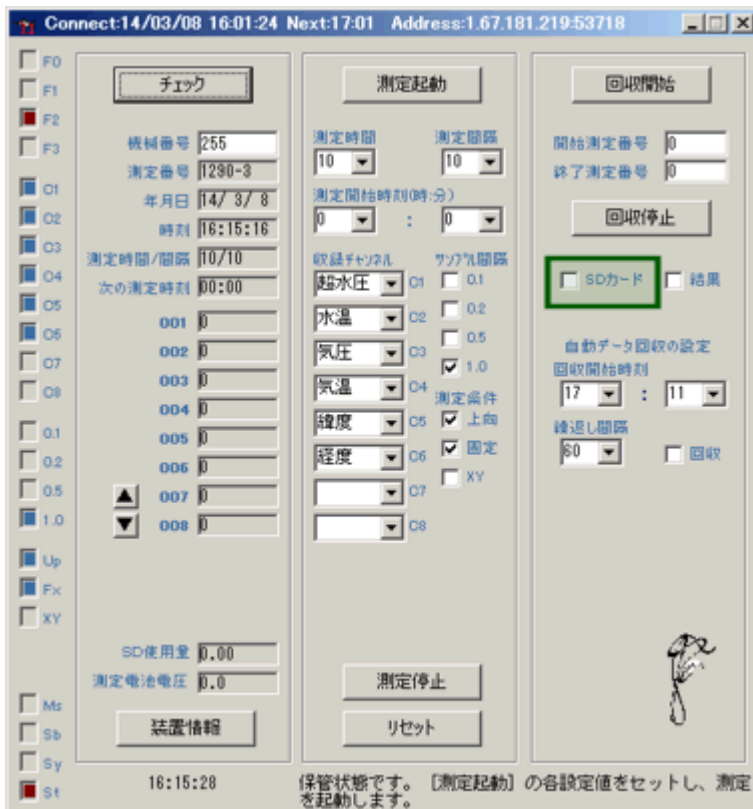 Connect:14/03/08 16:01:24 Next:17:01 Address:1.67.181.219:53718
F0
F1
F2
F3
C1
C2
C3
C4
C5
C6
C7
C8
0.1
0.2
0.5
1.0
Up
Fx
XY
Ms
Sb
Sy
St
チェック
機械番号 255
測定番号 1290-3
年月日 14/ 3/ 8
時刻 16:15:16
測定時間/間隔 10/10
次の測定時刻 00:00
001 0
002 0
003 0
004 0
005 0
006 0
007 0
008 0
SD使用量 0.00
測定電池電圧 0.0
装置情報
16:15:28
測定起動
測定時間 測定間隔
10 10
測定開始時刻(時:分)
0 : 0
収録チャンネル サンプル間隔
超水圧 C1 0.1
水温 C2 0.2
気圧 C3 0.5
気温 C4 1.0
測定条件
緯度 C5 上向
経度 C6 固定
C7 XY
C8
測定停止
リセット
回収開始
開始測定番号 0
終了測定番号 0
回収停止
SDカード 結果
自動データ回収の設定
回収開始時刻
17 : 11
繰返し間隔
60 回収
保管状態です。 [測定起動] の各設定値をセットし、測定
を起動します。